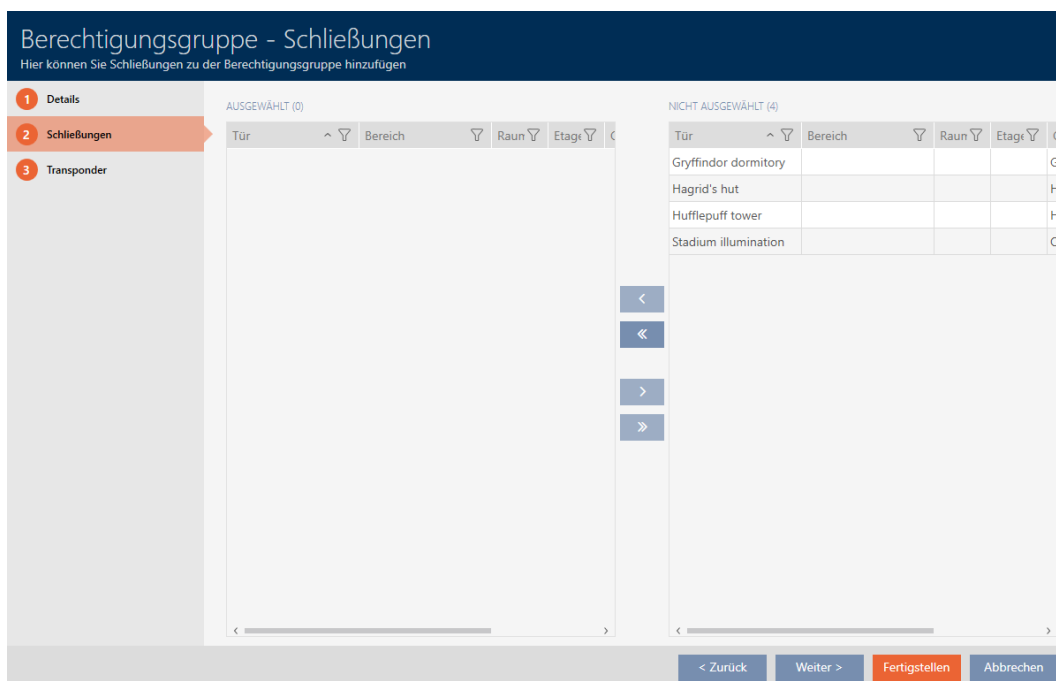 Berechtigungsgruppe - Schließungen
Hier können Sie Schließungen zu der Berechtigungsgruppe hinzufügen
1 Details
2 Schließungen
3 Transponder
AUSGEWÄHLT (0)
Tür Bereich Raum Etage
NICHT AUSGEWÄHLT (4)
Tür Bereich Raum Etage
Gryffindor dormitory G
Hagrid's hut H
Hufflepuff tower H
Stadium illumination
< Zurück Weiter > Fertigstellen Abbrechen